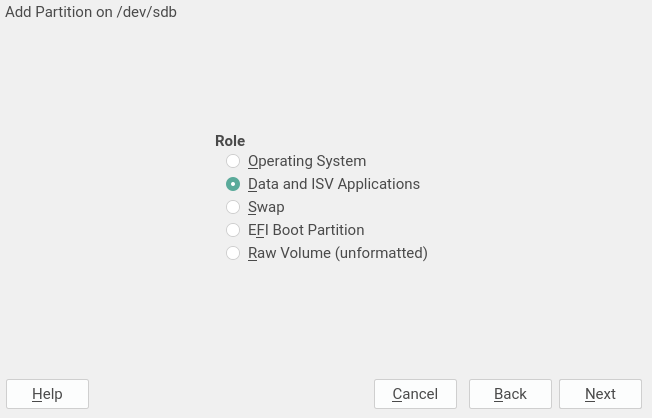 Add Partition on /dev/sdb
Role
Operating System
Data and ISV Applications
Swap
EFI Boot Partition
Raw Volume (unformatted)
Help Cancel Back Next